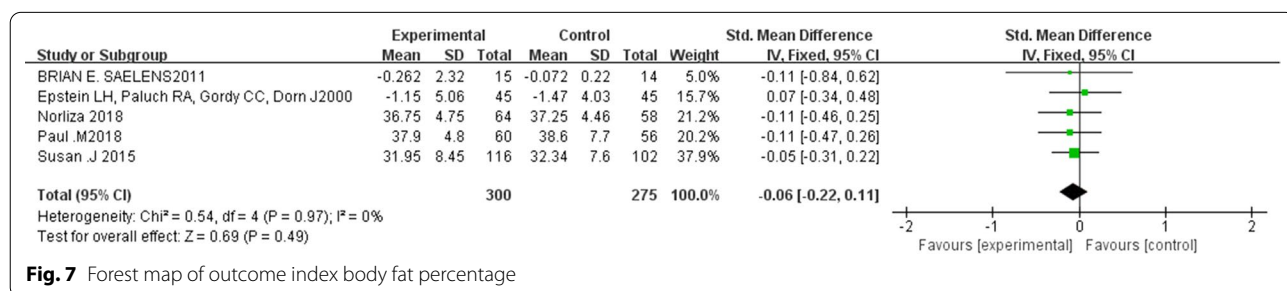 Experimental Control Std. Mean Difference Std. Mean Difference
Study or Subgroup Mean SD Total Mean SD Total Weight IV, Fixed, 95% CI IV, Fixed, 95% CI
BRIAN E. SAELENS2011 -0.262 2.32 15 -0.072 0.22 14 5.0% -0.11 [-0.84, 0.62]
Epstein LH, Paluch RA, Gordy CC, Dorn J2000 -1.15 5.06 45 -1.47 4.03 45 15.7% 0.07 [-0.34, 0.48]
Norliza 2018 36.75 4.75 64 37.25 4.46 58 21.2% -0.11 [-0.46, 0.25]
Paul .M2018 37.9 4.8 60 38.6 7.7 56 20.2% -0.11 [-0.47, 0.26]
Susan .J 2015 31.95 8.45 116 32.34 7.6 102 37.9% -0.05 [-0.31, 0.22]
Total (95% CI) 300 275 100.0% -0.06 [-0.22, 0.11]
Heterogeneity: Chi² = 0.54, df = 4 (P = 0.97); I² = 0%
Test for overall effect: Z = 0.69 (P = 0.49)
-2 -1 0 1 2
Favours [experimental] Favours [control]
Fig. 7 Forest map of outcome index body fat percentage